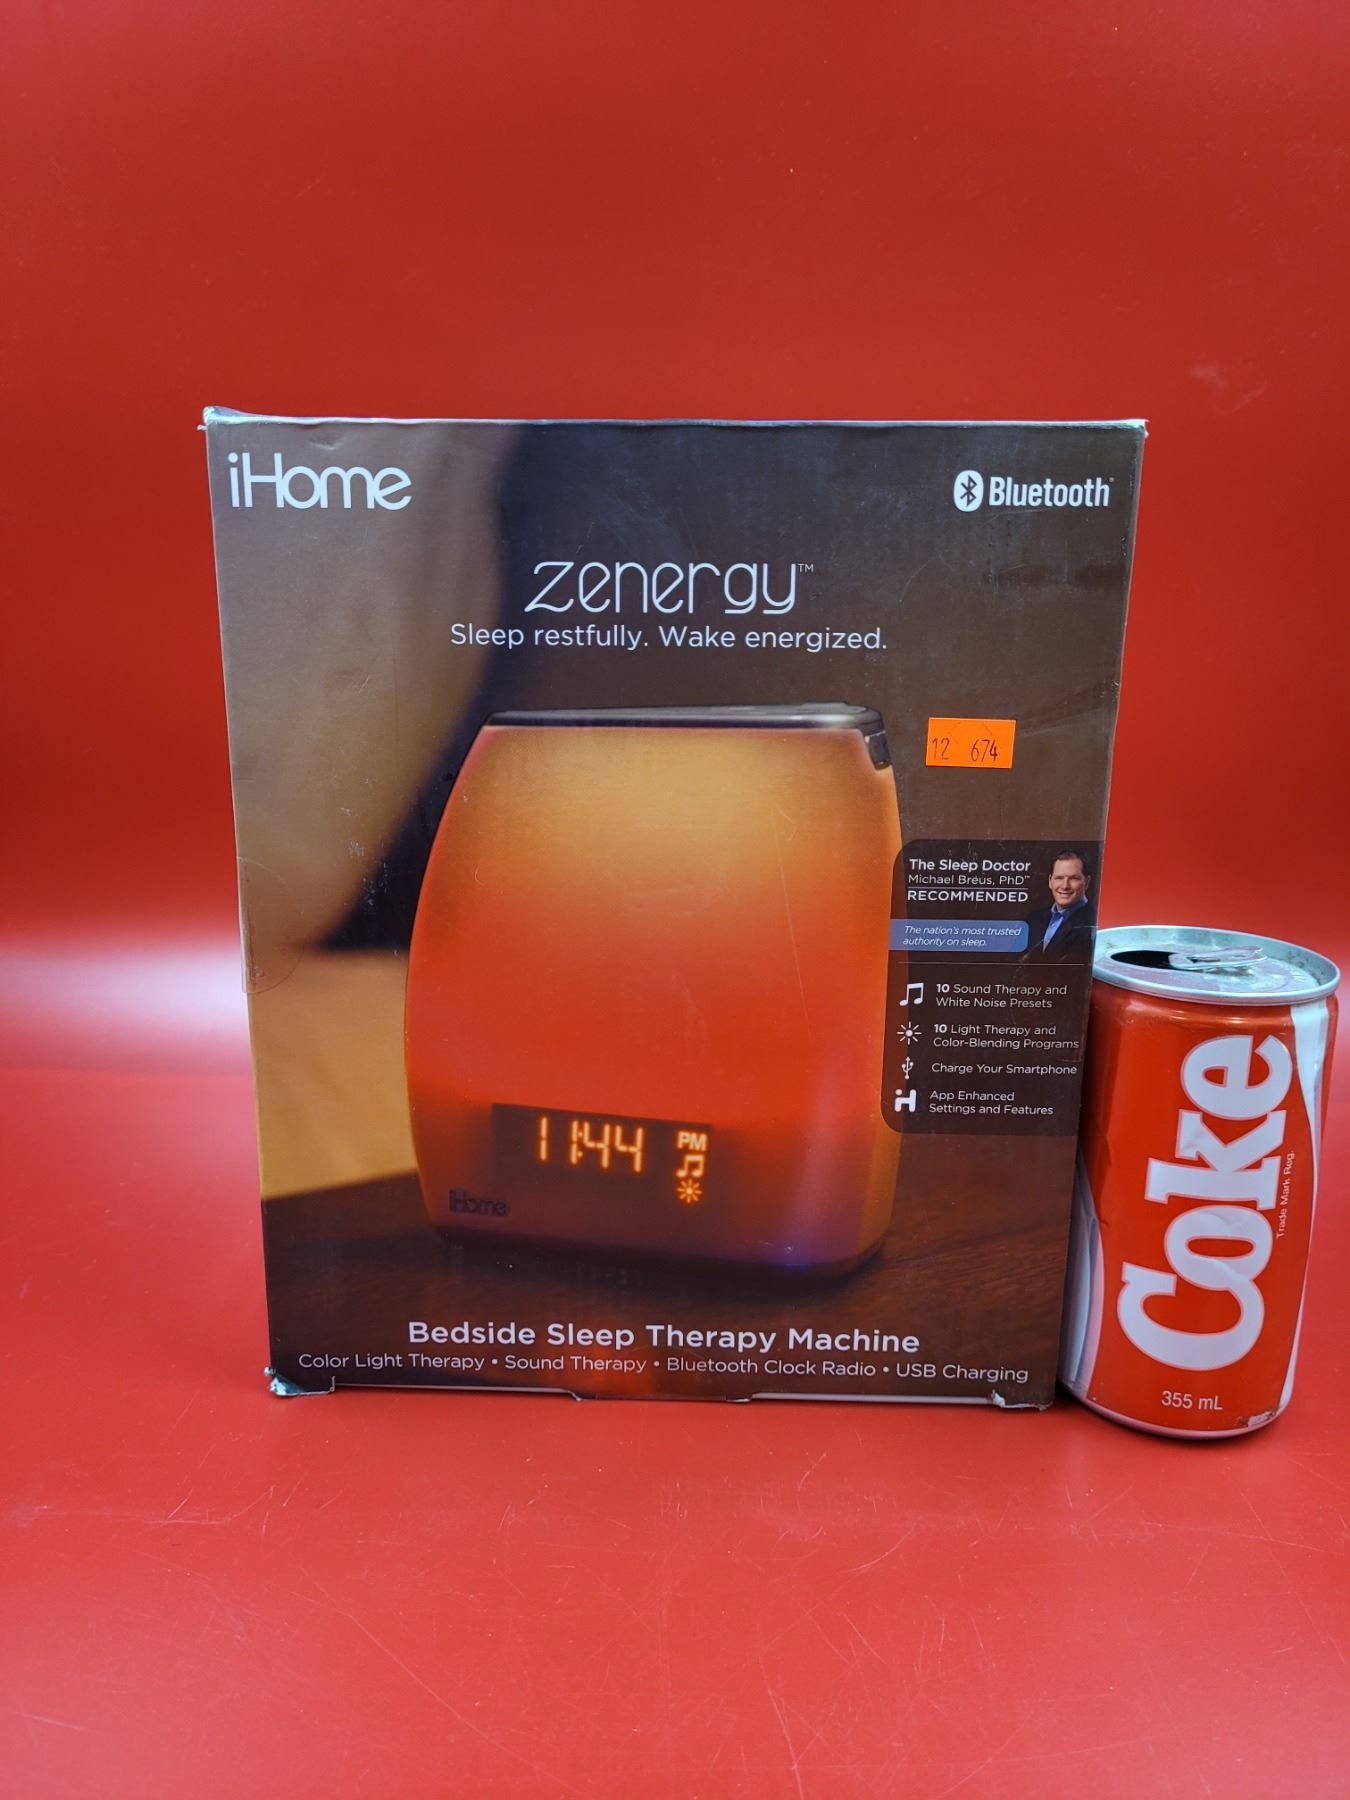 iHome
Bluetooth®
zenergy™
Sleep restfully. Wake energized.
12 674
The Sleep Doctor
Michael Breus, PhD™
RECOMMENDED
The nation's most trusted
authority on sleep.
10 Sound Therapy and
White Noise Presets
10 Light Therapy and
Color-Blending Programs
Charge Your Smartphone
App Enhanced
Settings and Features
11:44 PM
iHome
Bedside Sleep Therapy Machine
Color Light Therapy • Sound Therapy • Bluetooth Clock Radio • USB Charging
Coke
Trade Mark Reg.
355 mL